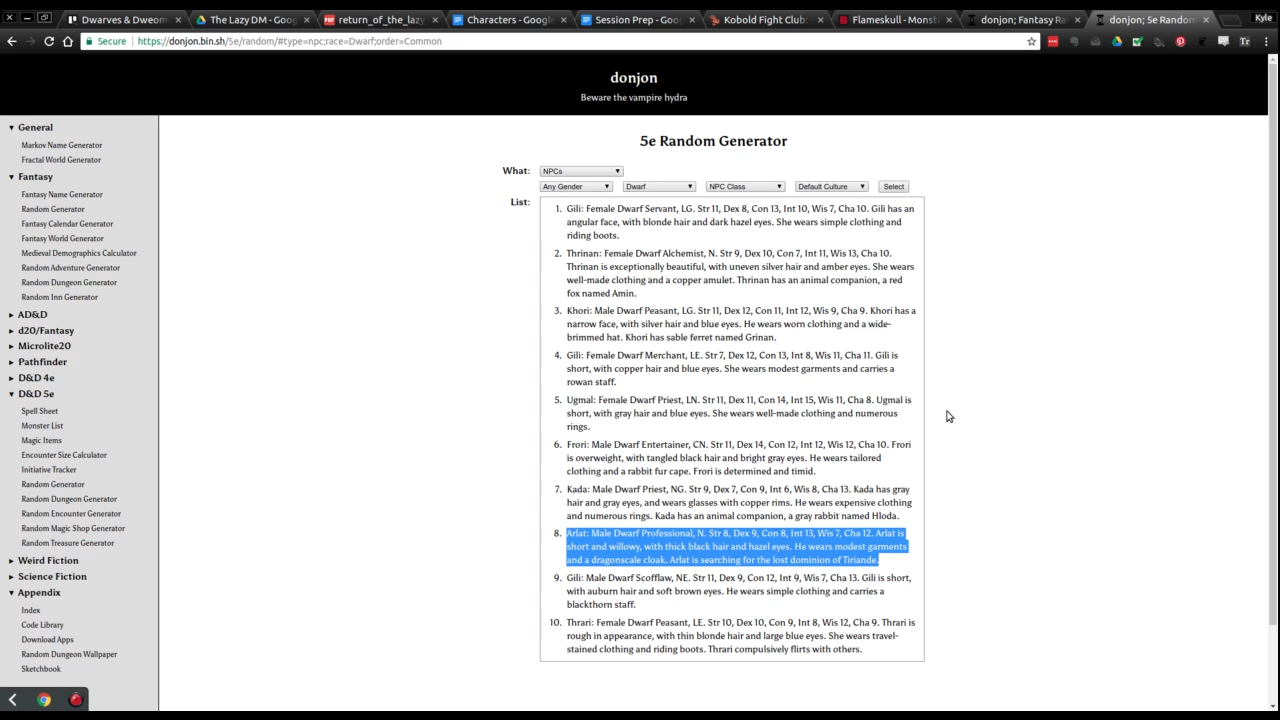 Dwarves & Dweom
The Lazy DM - Goog
return_of_the_lazy
Characters - Google
Session Prep - Goog
Kobold Fight Club:
Flameskull - Monst
donjon; Fantasy Ra
donjon; 5e Random
Kyle
Secure
https://donjon.bin.sh/5e/random/#type=npc;race=Dwarf;order=Common
donjon
Beware the vampire hydra
General
Markov Name Generator
Fractal World Generator
Fantasy
Fantasy Name Generator
Random Generator
Fantasy Calendar Generator
Fantasy World Generator
Medieval Demographics Calculator
Random Adventure Generator
Random Dungeon Generator
Random Inn Generator
AD&D
d20/Fantasy
Microlite20
Pathfinder
D&D 4e
D&D 5e
Spell Sheet
Monster List
Magic Items
Encounter Size Calculator
Initiative Tracker
Random Generator
Random Dungeon Generator
Random Encounter Generator
Random Magic Shop Generator
Random Treasure Generator
Weird Fiction
Science Fiction
Appendix
Index
Code Library
Download Apps
Random Dungeon Wallpaper
Sketchbook
5e Random Generator
What: NPCs
Any Gender Dwarf NPC Class Default Culture Select
List:
1. Gili: Female Dwarf Servant, LG. Str 11, Dex 8, Con 13, Int 10, Wis 7, Cha 10. Gili has an
angular face, with blonde hair and dark hazel eyes. She wears simple clothing and
riding boots.
2. Thrinan: Female Dwarf Alchemist, N. Str 9, Dex 10, Con 7, Int 11, Wis 13, Cha 10.
Thrinan is exceptionally beautiful, with uneven silver hair and amber eyes. She wears
well-made clothing and a copper amulet. Thrinan has an animal companion, a red
fox named Amin.
3. Khori: Male Dwarf Peasant, LG. Str 11, Dex 12, Con 11, Int 12, Wis 9, Cha 9. Khori has a
narrow face, with silver hair and blue eyes. He wears worn clothing and a wide-
brimmed hat. Khori has sable ferret named Grinan.
4. Gili: Female Dwarf Merchant, LE. Str 7, Dex 12, Con 13, Int 8, Wis 11, Cha 11. Gili is
short, with copper hair and blue eyes. She wears modest garments and carries a
rowan staff.
5. Ugmal: Female Dwarf Priest, LN. Str 11, Dex 11, Con 14, Int 15, Wis 11, Cha 8. Ugmal is
short, with gray hair and blue eyes. She wears well-made clothing and numerous
rings.
6. Frori: Male Dwarf Entertainer, CN. Str 11, Dex 14, Con 12, Int 12, Wis 12, Cha 10. Frori
is overweight, with tangled black hair and bright gray eyes. He wears tailored
clothing and a rabbit fur cape. Frori is determined and timid.
7. Kada: Male Dwarf Priest, NG. Str 9, Dex 7, Con 9, Int 6, Wis 8, Cha 13. Kada has gray
hair and gray eyes, and wears glasses with copper rims. He wears expensive clothing
and numerous rings. Kada has an animal companion, a gray rabbit named Hloda.
8. Arlat: Male Dwarf Professional, N. Str 8, Dex 9, Con 8, Int 13, Wis 7, Cha 12. Arlat is
short and willowy, with thick black hair and hazel eyes. He wears modest garments
and a dragonscale cloak. Arlat is searching for the lost dominion of Tiriande.
9. Gili: Male Dwarf Scofflaw, NE. Str 11, Dex 9, Con 12, Int 9, Wis 7, Cha 13. Gili is short,
with auburn hair and soft brown eyes. He wears simple clothing and carries a
blackthorn staff.
10. Thrari: Female Dwarf Peasant, LE. Str 10, Dex 10, Con 9, Int 8, Wis 12, Cha 9. Thrari is
rough in appearance, with thin blonde hair and large blue eyes. She wears travel-
stained clothing and riding boots. Thrari compulsively flirts with others.